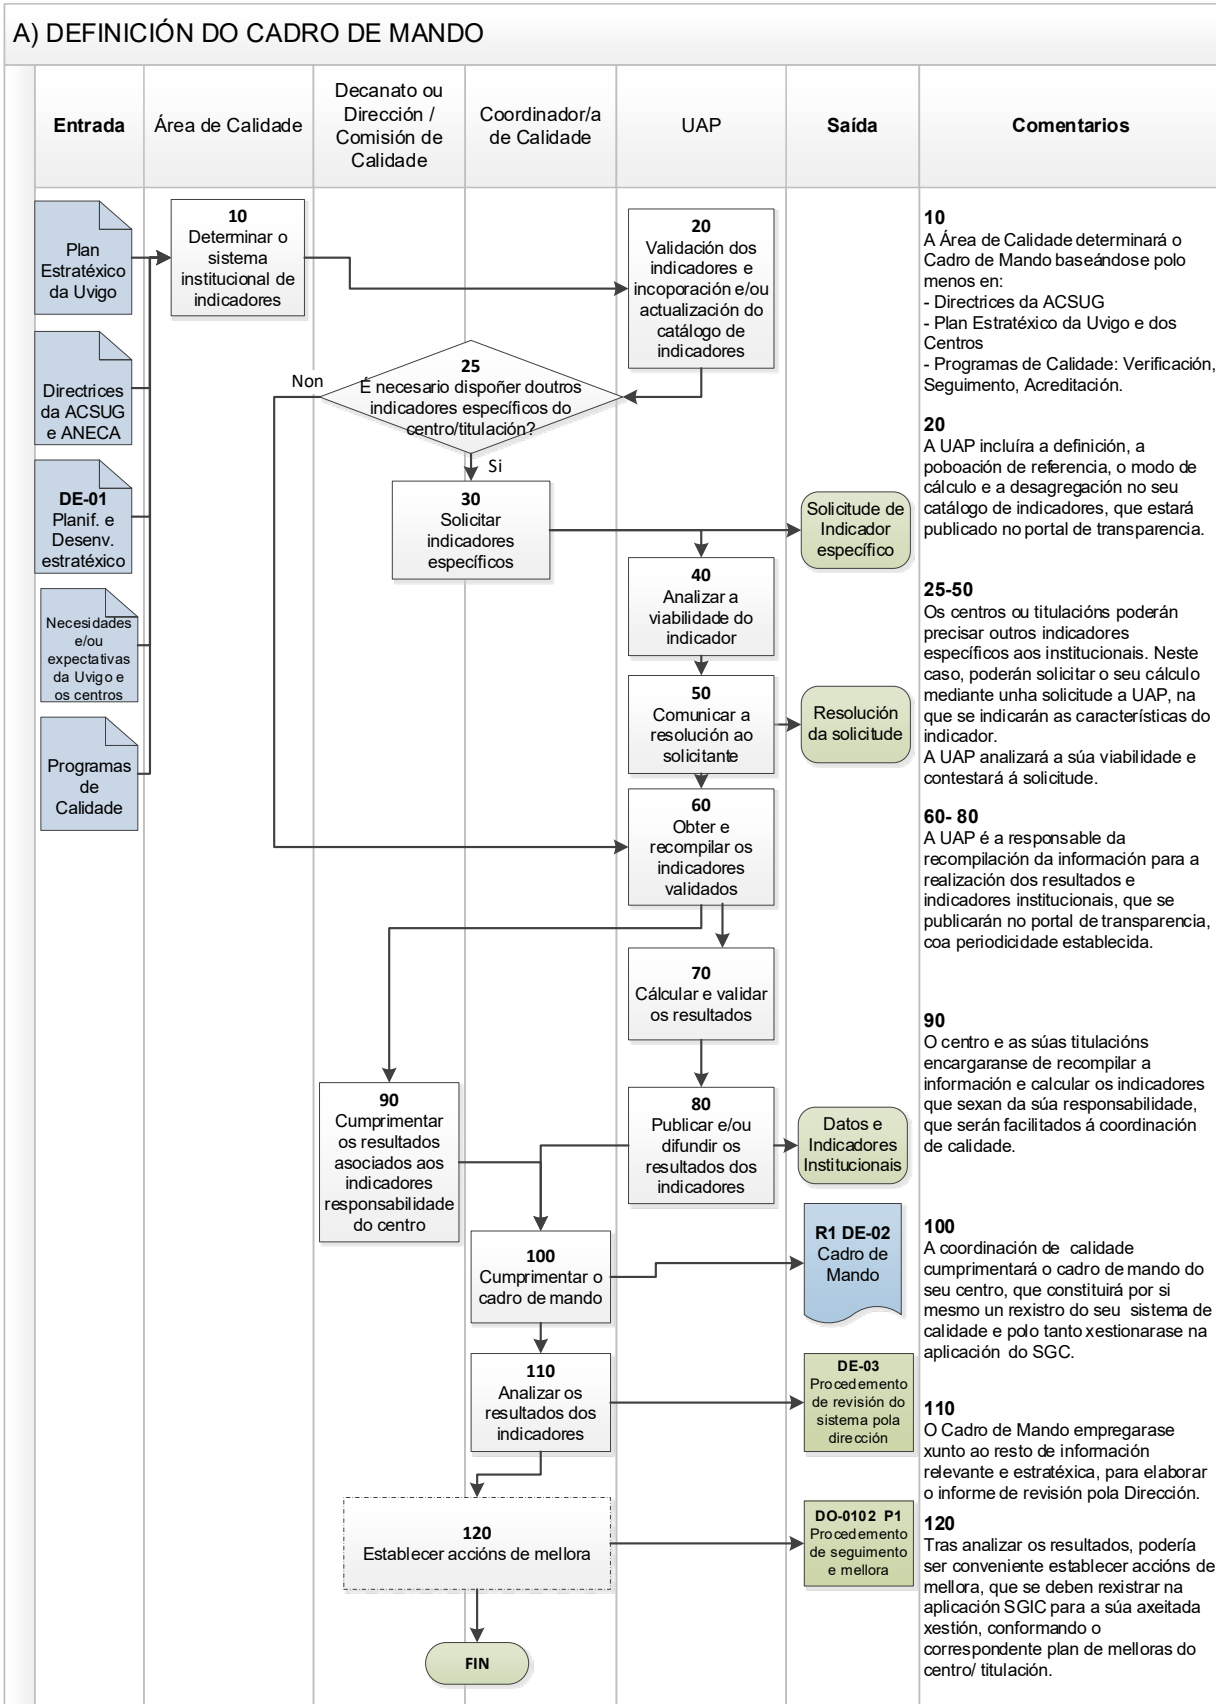 A) DEFINICIÓN DO CADRO DE MANDO
Entrada
Área de Calidade
Decanato ou
Dirección /
Comisión de
Calidade
Coordinador/a
de Calidade
UAP
Saída
Comentarios
Plan
Estratéxico
da Uvigo
Directrices
da ACSUG
e ANECA
DE-01
Planif. e
Desenv.
estratéxico
Necesidades
e/ou
expectativas
da Uvigo e
os centros
Programas
de
Calidade
10
Determinar o
sistema
institucional de
indicadores
20
Validación dos
indicadores e
incoporación e/ou
actualización do
catálogo de
indicadores
25
É necesario dispoñer doutros
indicadores específicos do
centro/titulación?
Non
Si
30
Solicitar
indicadores
específicos
Solicitude de
Indicador
específico
40
Analizar a
viabilidade do
indicador
50
Comunicar a
resolución ao
solicitante
Resolución
da solicitude
60
Obter e
recompilar os
indicadores
validados
70
Cálcular e validar
os resultados
80
Publicar e/ou
difundir os
resultados dos
indicadores
Datos e
Indicadores
Institucionais
90
Cumprimentar
os resultados
asociados aos
indicadores
responsabilidade
do centro
100
Cumprimentar o
cadro de mando
R1 DE-02
Cadro de
Mando
110
Analizar os
resultados dos
indicadores
DE-03
Procedemento
de revisión do
sistema pola
dirección
120
Establecer accións de mellora
DO-0102 P1
Procedemento
de seguimento
e mellora
FIN
10
A Área de Calidade determinará o
Cadro de Mando baseándose polo
menos en:
- Directrices da ACSUG
- Plan Estratéxico da Uvigo e dos
Centros
- Programas de Calidade: Verificación,
Seguimento, Acreditación.
20
A UAP incluíra a definición, a
poboación de referencia, o modo de
cálculo e a desagregación no seu
catálogo de indicadores, que estará
publicado no portal de transparencia.
25-50
Os centros ou titulacións poderán
precisar outros indicadores
específicos aos institucionais. Neste
caso, poderán solicitar o seu cálculo
mediante unha solicitude a UAP, na
que se indicarán as características do
indicador.
A UAP analizará a súa viabilidade e
contestará á solicitude.
60- 80
A UAP é a responsable da
recompilación da información para a
realización dos resultados e
indicadores institucionais, que se
publicarán no portal de transparencia,
coa periodicidade establecida.
90
O centro e as súas titulacións
encargaranse de recompilar a
información e calcular os indicadores
que sexan da súa responsabilidade,
que serán facilitados á coordinación
de calidade.
100
A coordinación de calidade
cumprimentará o cadro de mando do
seu centro, que constituirá por si
mesmo un rexistro do seu sistema de
calidade e polo tanto xestionarase na
aplicación do SGC.
110
O Cadro de Mando empregarase
xunto ao resto de información
relevante e estratéxica, para elaborar
o informe de revisión pola Dirección.
120
Tras analizar os resultados, podería
ser conveniente establecer accións de
mellora, que se deben rexistrar na
aplicación SGIC para a súa axeitada
xestión, conformando o
correspondente plan de melloras do
centro/ titulación.